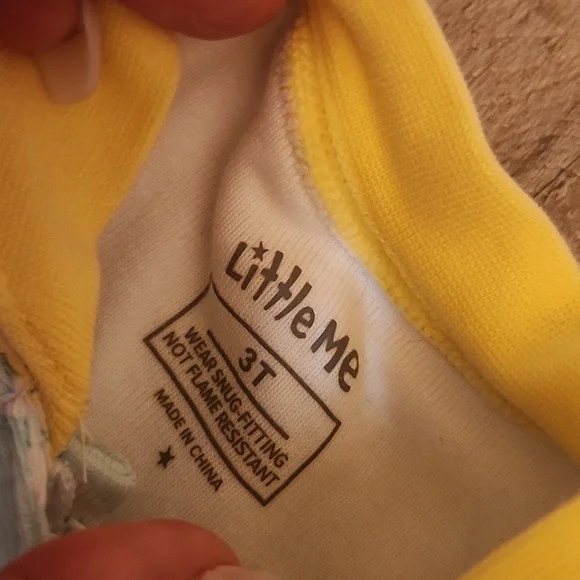 Little Me
3T
WEAR SNUG-FITTING
NOT FLAME RESISTANT
MADE IN CHINA